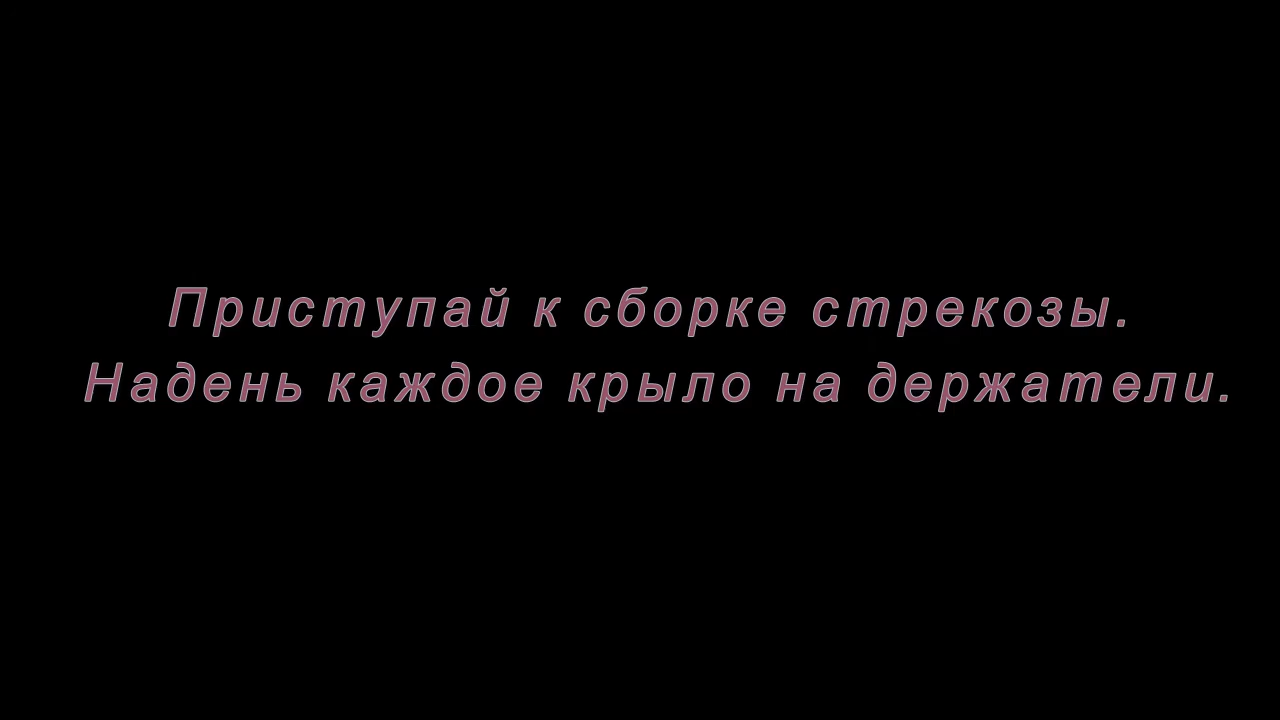 Приступай к сборке стрекозы.
Надень каждое крыло на держатели.